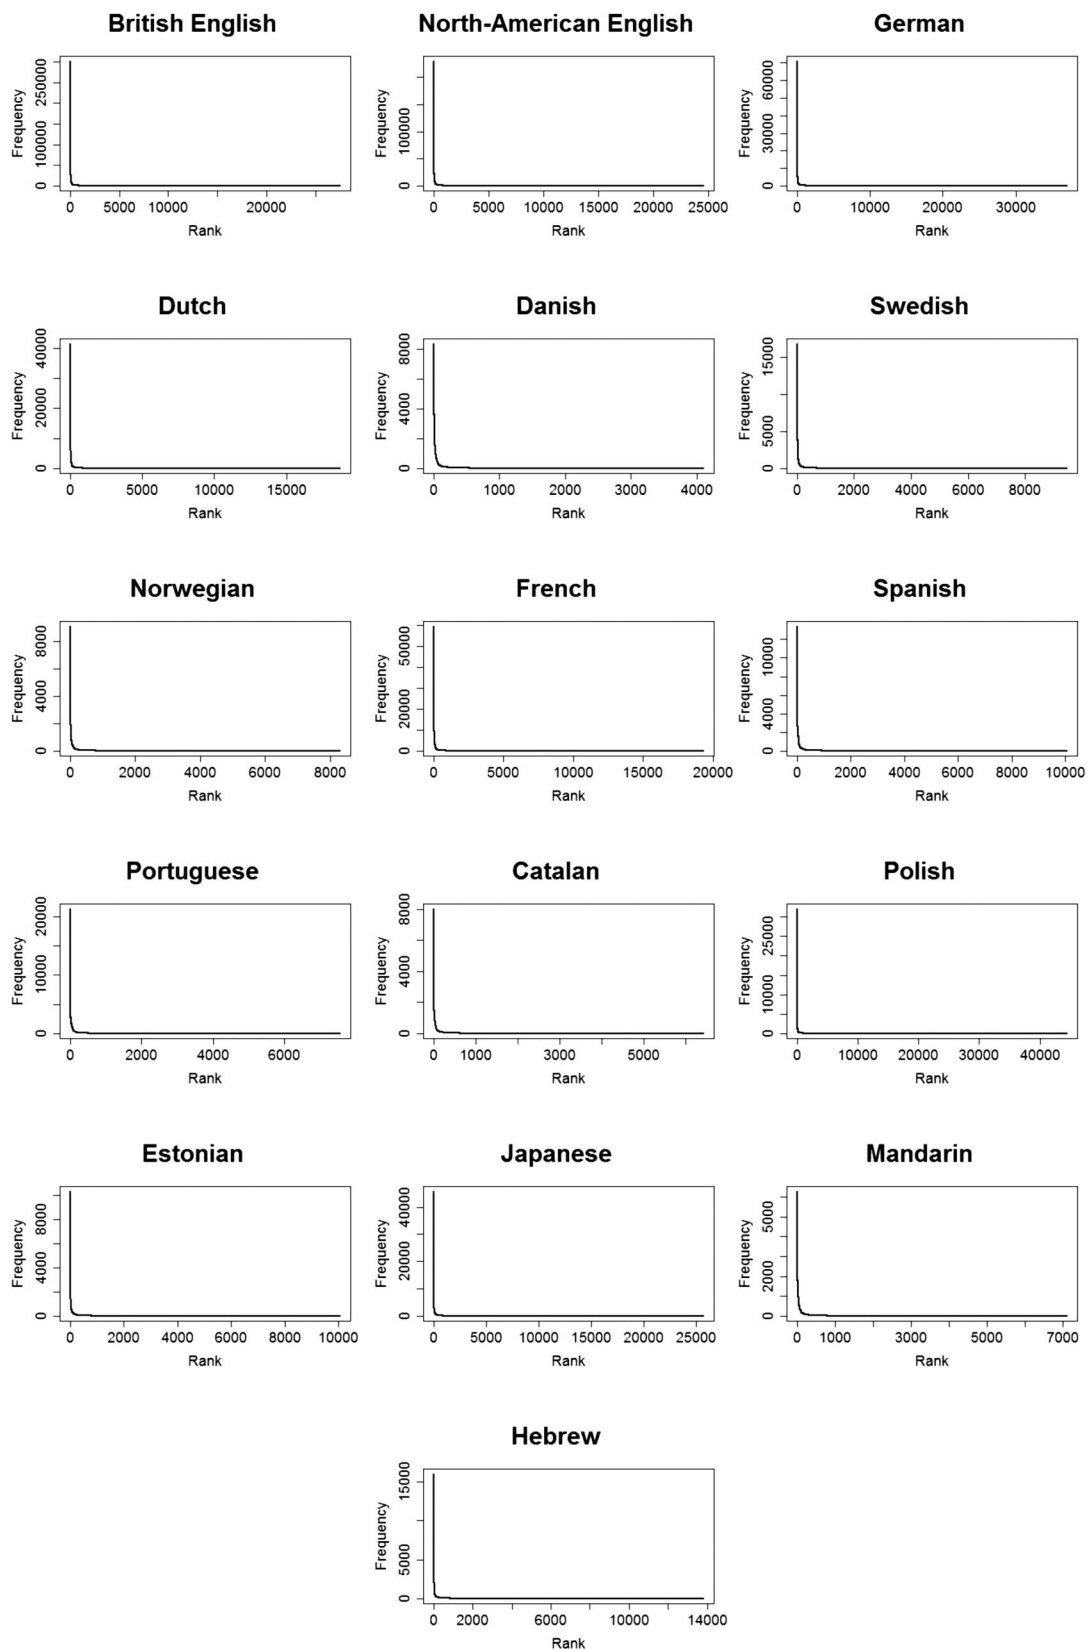 British English
Frequency
0 100000 250000
0 5000 10000 20000
Rank
North-American English
Frequency
0 100000
0 5000 10000 15000 20000 25000
Rank
German
Frequency
0 30000 60000
0 10000 20000 30000
Rank
Dutch
Frequency
0 20000 40000
0 5000 10000 15000
Rank
Danish
Frequency
0 4000 8000
0 1000 2000 3000 4000
Rank
Swedish
Frequency
0 5000 15000
0 2000 4000 6000 8000
Rank
Norwegian
Frequency
0 4000 8000
0 2000 4000 6000 8000
Rank
French
Frequency
0 20000 50000
0 5000 10000 15000 20000
Rank
Spanish
Frequency
0 4000 10000
0 2000 4000 6000 8000 10000
Rank
Portuguese
Frequency
0 10000 20000
0 2000 4000 6000
Rank
Catalan
Frequency
0 4000 8000
0 1000 3000 5000
Rank
Polish
Frequency
0 10000 25000
0 10000 20000 30000 40000
Rank
Estonian
Frequency
0 4000 8000
0 2000 4000 6000 8000 10000
Rank
Japanese
Frequency
0 20000 40000
0 5000 10000 15000 20000 25000
Rank
Mandarin
Frequency
0 2000 5000
0 1000 3000 5000 7000
Rank
Hebrew
Frequency
0 5000 15000
0 2000 6000 10000 14000
Rank